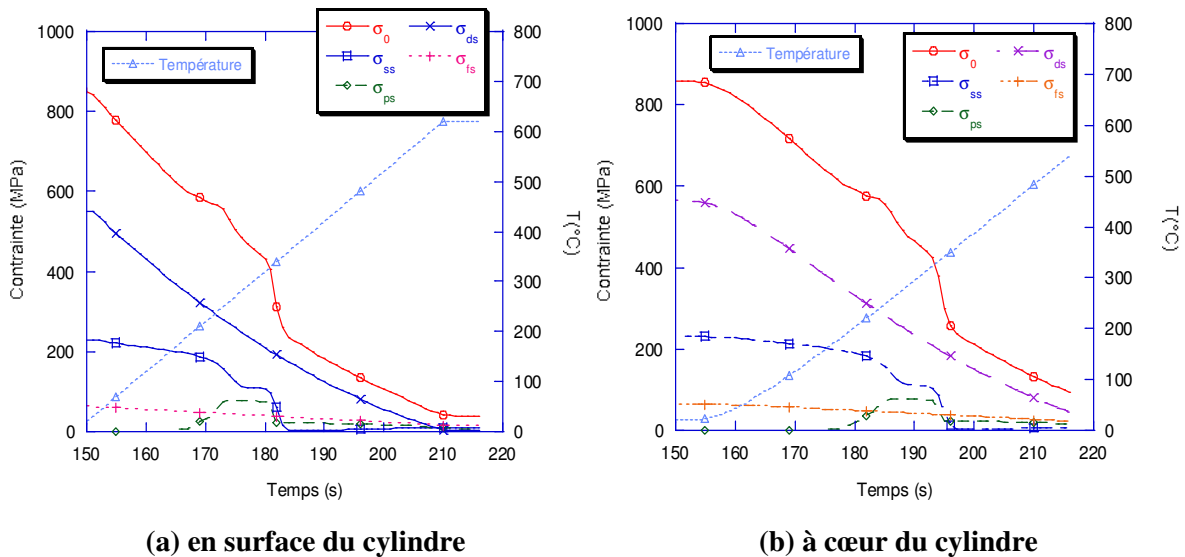 1000
800
600
400
200
0
Contrainte (MPa)
Température
σ0
σss
σps
σds
σfs
800
700
600
500
400
300
200
100
0
T(°C)
150 160 170 180 190 200 210 220
Temps (s)
(a) en surface du cylindre
1000
800
600
400
200
0
Contrainte (MPa)
Température
σ0
σss
σps
σds
σfs
800
700
600
500
400
300
200
100
0
T(°C)
150 160 170 180 190 200 210 220
Temps (s)
(b) à cœur du cylindre